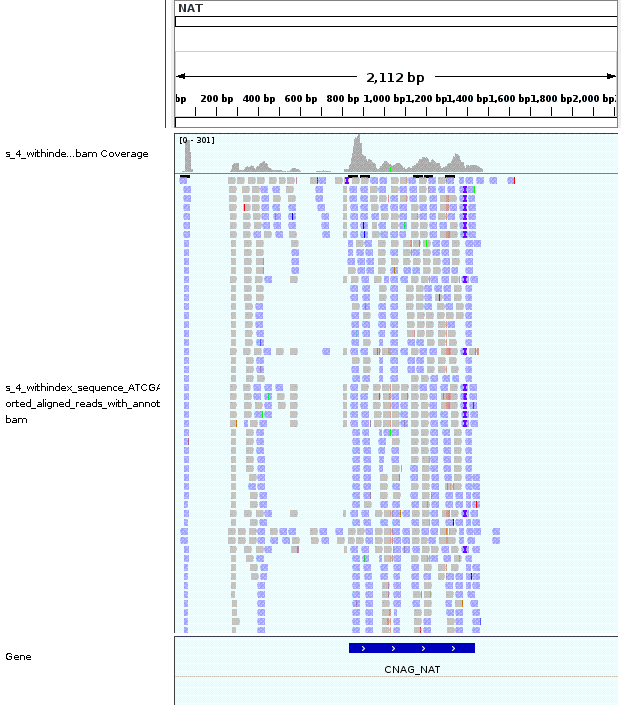 NAT
2,112 bp
bp 200 bp 400 bp 600 bp 800 bp 1,000 bp 1,200 bp 1,400 bp 1,600 bp 1,800 bp 2,000 bp
[0 - 301]
s_4_withinde...bam Coverage
s_4_withindex_sequence_ATCGA
orted_aligned_reads_with_annot
bam
Gene
CNAG_NAT